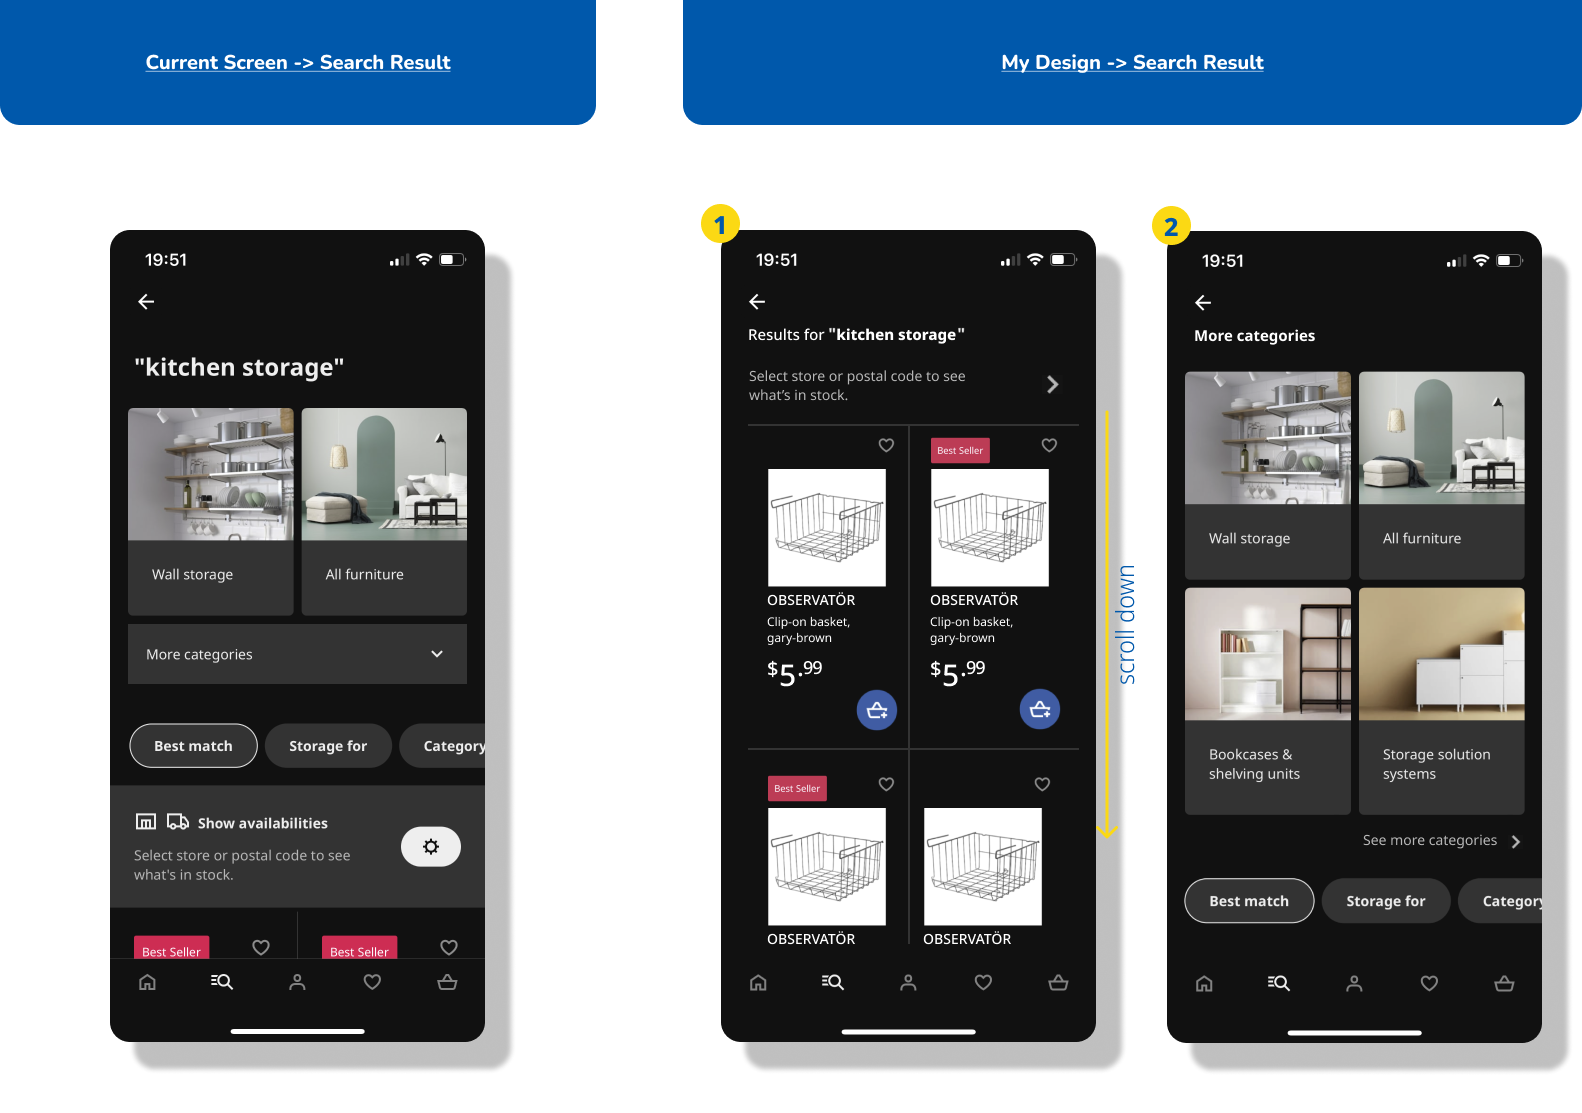 Current Screen -> Search Result
My Design -> Search Result
19:51
"kitchen storage"
Wall storage
All furniture
More categories
Best match
Storage for
Category
Show availabilities
Select store or postal code to see
what's in stock.
Best Seller
Best Seller
1
19:51
Results for "kitchen storage"
Select store or postal code to see
what's in stock.
OBSERVATÖR
Clip-on basket,
gary-brown
$5.99
Best Seller
OBSERVATÖR
Clip-on basket,
gary-brown
$5.99
Best Seller
OBSERVATÖR
OBSERVATÖR
scroll down
2
19:51
More categories
Wall storage
All furniture
Bookcases &
shelving units
Storage solution
systems
See more categories
Best match
Storage for
Category